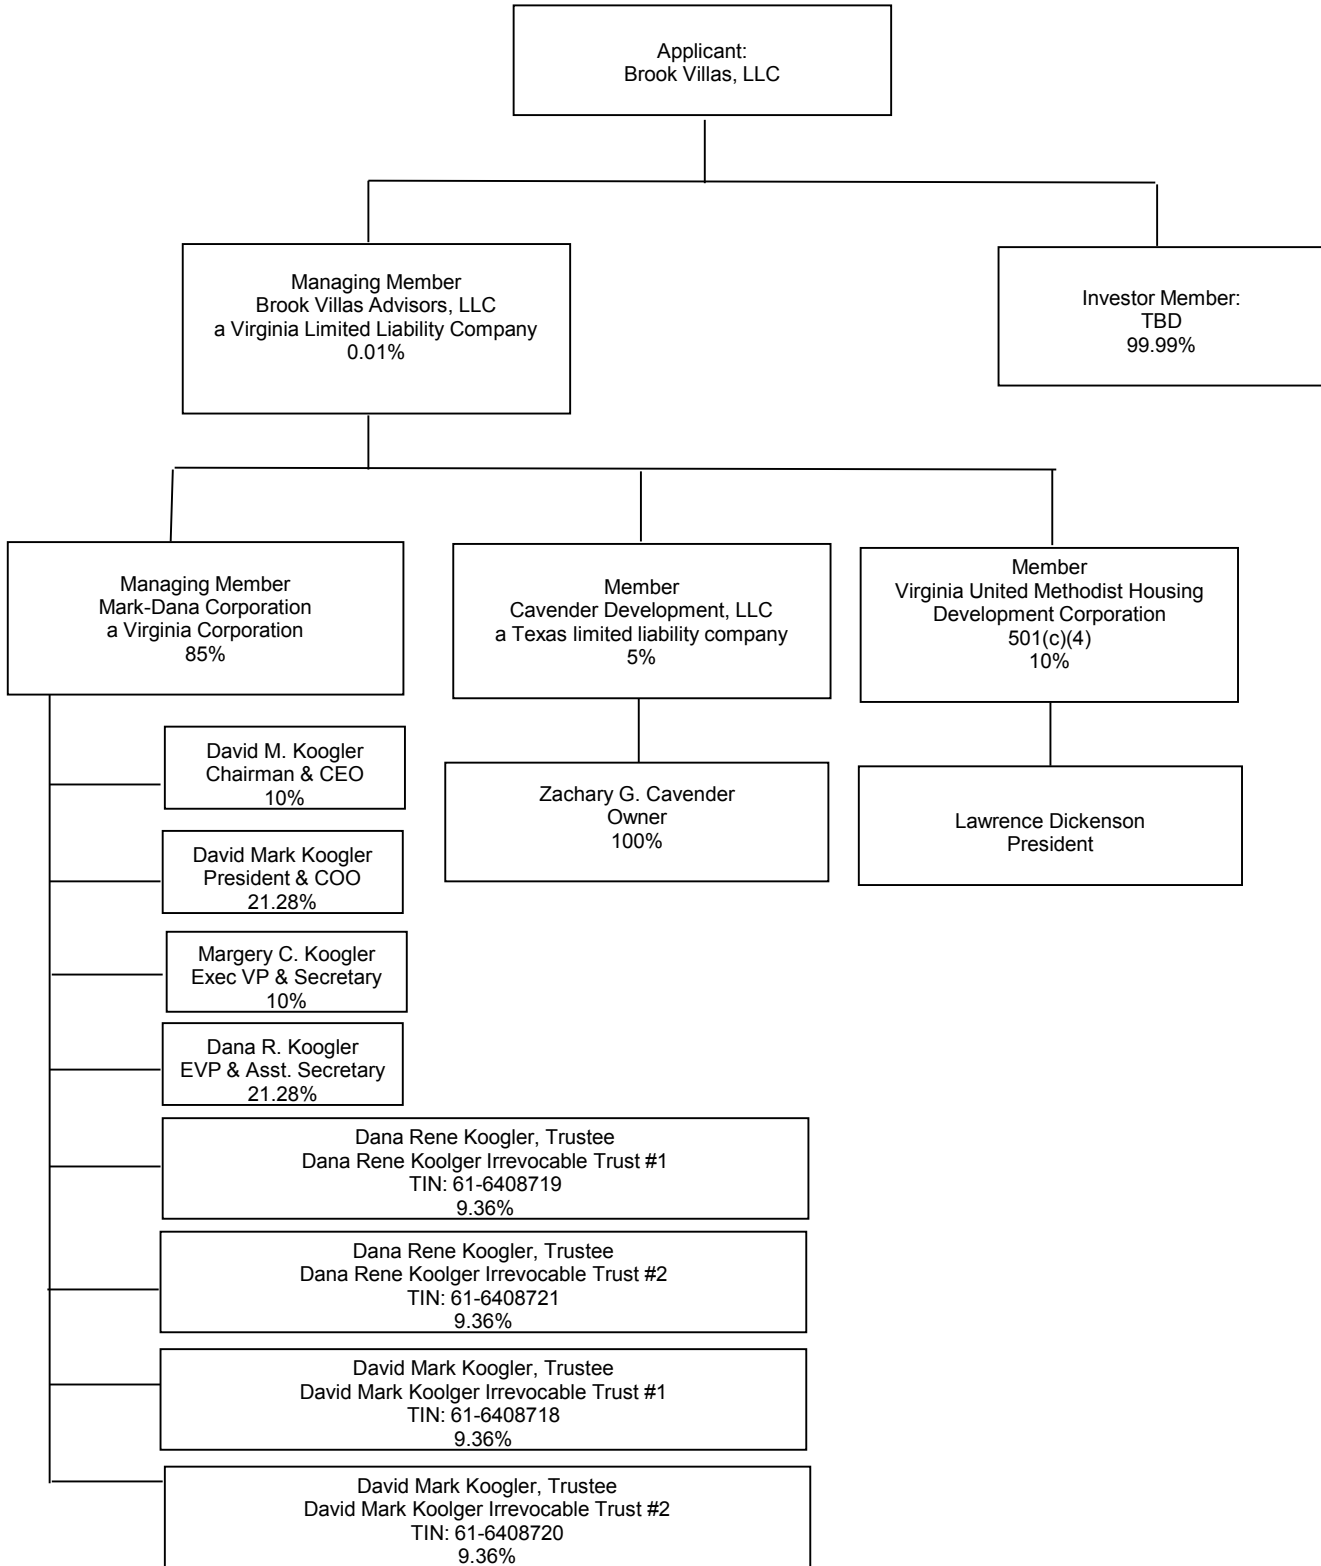 Applicant:
Brook Villas, LLC
Managing Member
Brook Villas Advisors, LLC
a Virginia Limited Liability Company
0.01%
Investor Member:
TBD
99.99%
Managing Member
Mark-Dana Corporation
a Virginia Corporation
85%
Member
Cavender Development, LLC
a Texas limited liability company
5%
Member
Virginia United Methodist Housing
Development Corporation
501(c)(4)
10%
David M. Koogler
Chairman & CEO
10%
David Mark Koogler
President & COO
21.28%
Margery C. Koogler
Exec VP & Secretary
10%
Dana R. Koogler
EVP & Asst. Secretary
21.28%
Dana Rene Koogler, Trustee
Dana Rene Koolger Irrevocable Trust #1
TIN: 61-6408719
9.36%
Dana Rene Koogler, Trustee
Dana Rene Koolger Irrevocable Trust #2
TIN: 61-6408721
9.36%
David Mark Koogler, Trustee
David Mark Koolger Irrevocable Trust #1
TIN: 61-6408718
9.36%
David Mark Koogler, Trustee
David Mark Koolger Irrevocable Trust #2
TIN: 61-6408720
9.36%
Zachary G. Cavender
Owner
100%
Lawrence Dickenson
President